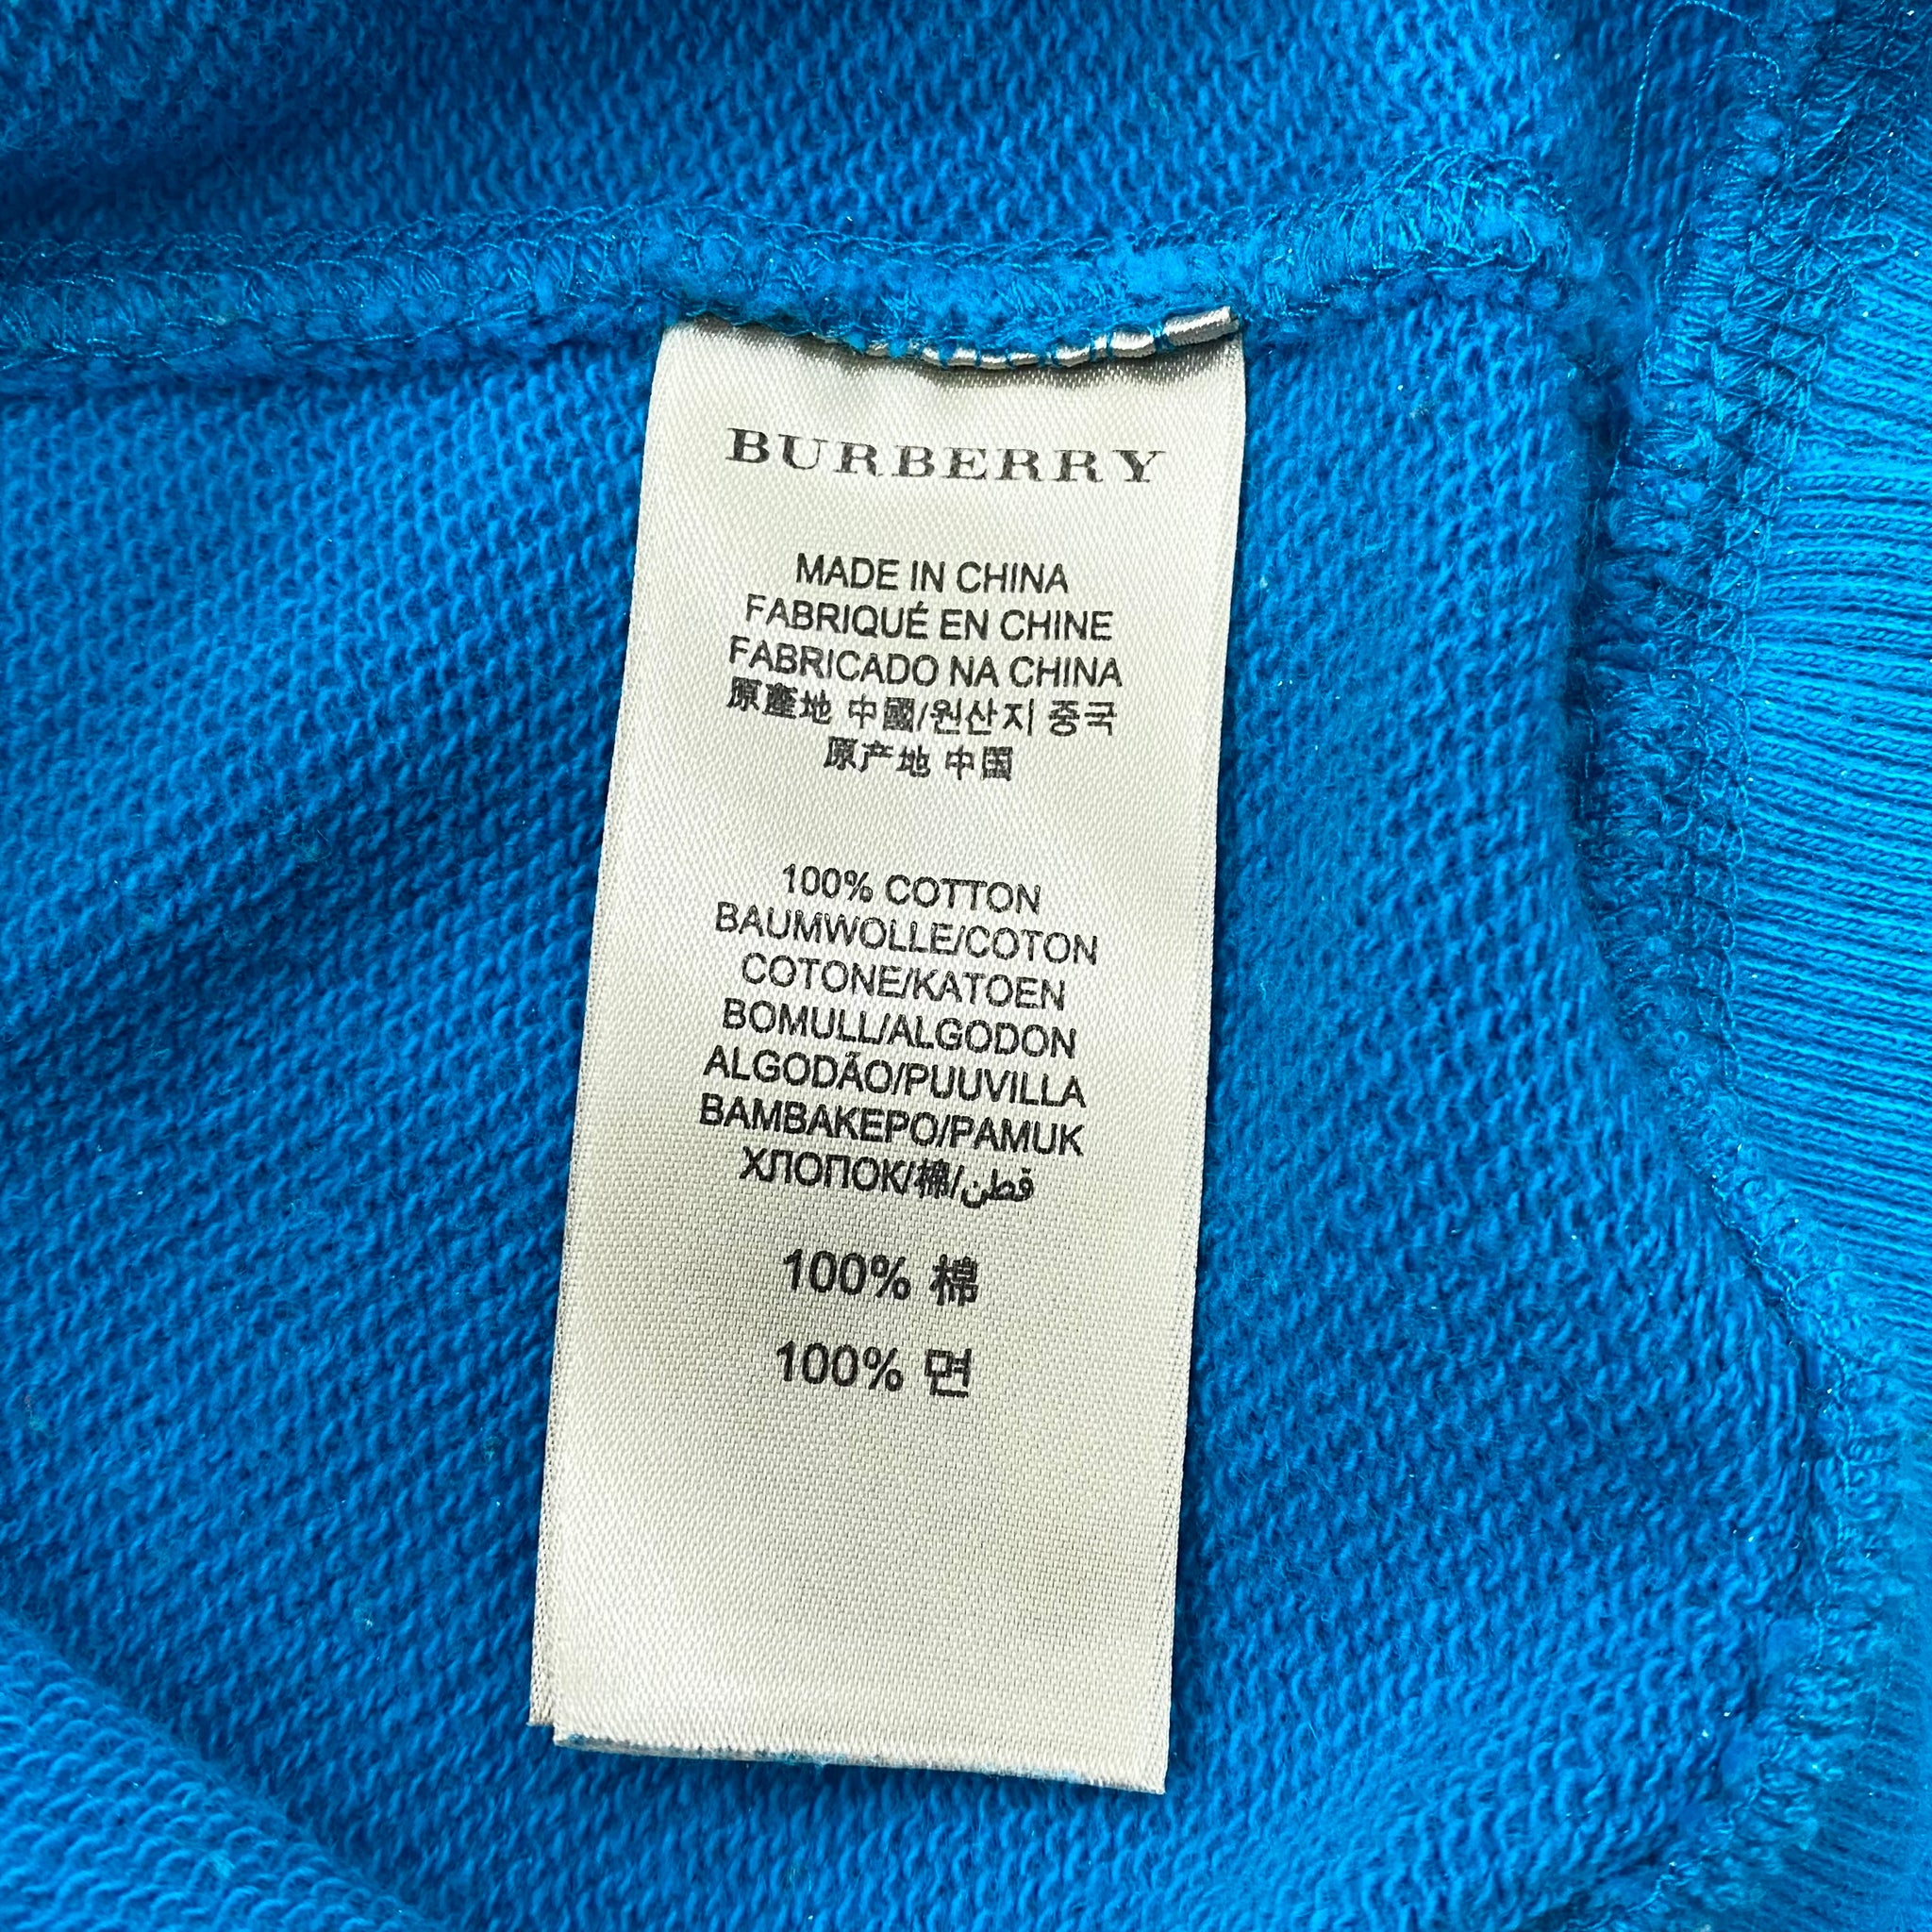 BURBERRY
MADE IN CHINA
FABRIQUÉ EN CHINE
FABRICADO NA CHINA
原產地 中國/원산지 중국
原产地 中国
100% COTTON
BAUMWOLLE/COTON
COTONE/KATOEN
BOMULL/ALGODON
ALGODÃO/PUUVILLA
BAMBAKEPO/PAMUK
ХЛОПОК/棉/قطن
100% 棉
100% 면